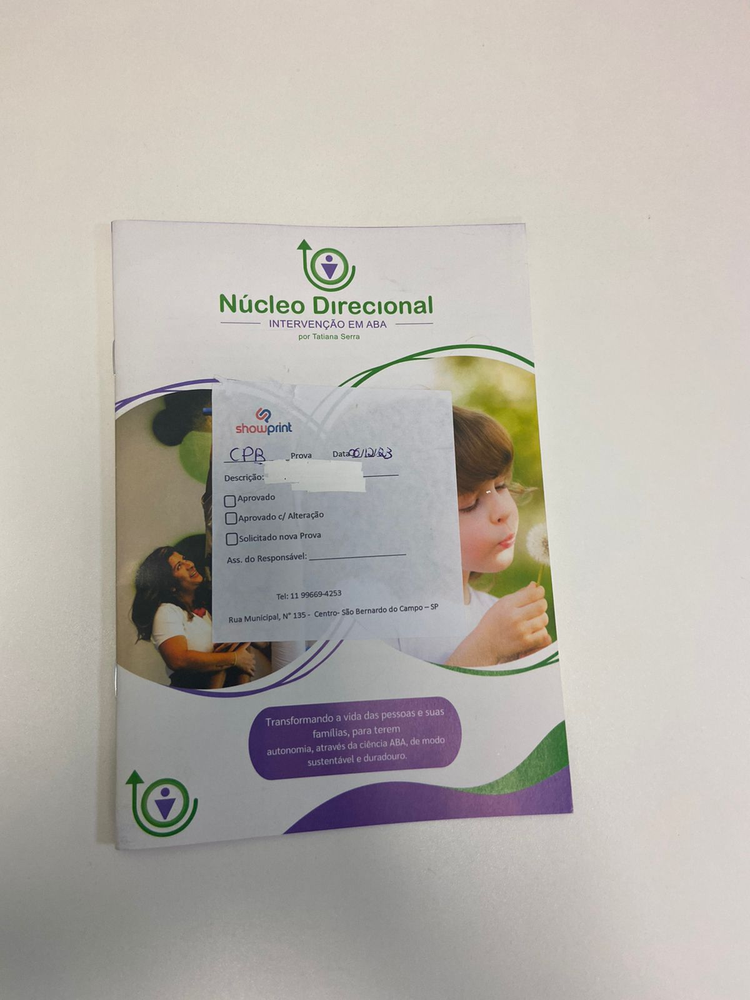 Núcleo Direcional
INTERVENÇÃO EM ABA
por Tatiana Serra
showprint
CPB Prova Data 06/12/23
Descrição:
Aprovado
Aprovado c/ Alteração
Solicitado nova Prova
Ass. do Responsável:
Tel: 11 99669-4253
Rua Municipal, N° 135 - Centro- São Bernardo do Campo – SP
Transformando a vida das pessoas e suas
famílias, para terem
autonomia, através da ciência ABA, de modo
sustentável e duradouro.